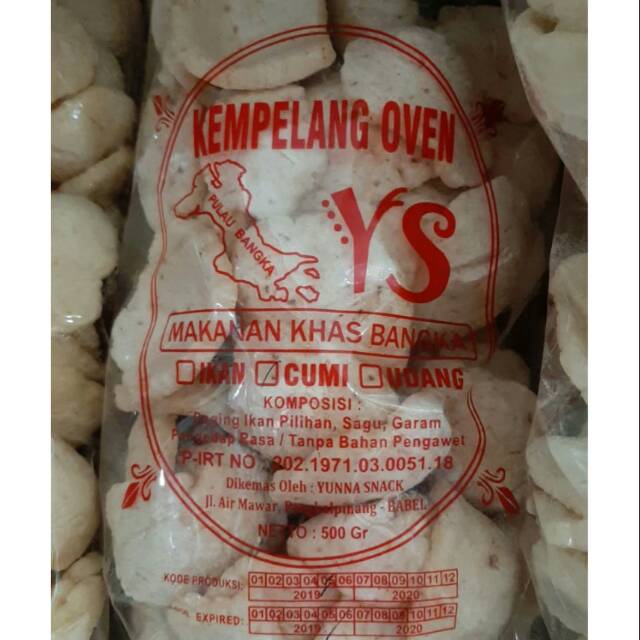 KEMPELANG OVEN
PULAU BANGKA
YS
MAKANAN KHAS BANGKA
IKAN CUMI UDANG
KOMPOSISI :
Daging Ikan Pilihan, Sagu, Garam
Penyedap Rasa / Tanpa Bahan Pengawet
P-IRT NO 202.1971.03.0051.18
Dikemas Oleh : YUNNA SNACK
Jl. Air Mawar, Pangkalpinang - BABEL
NETTO : 500 Gr
KODE PRODUKSI: 01 02 03 04 05 06 07 08 09 10 11 12
2019 2020
EXPIRED: 01 02 03 04 05 06 07 08 09 10 11 12
2019 2020